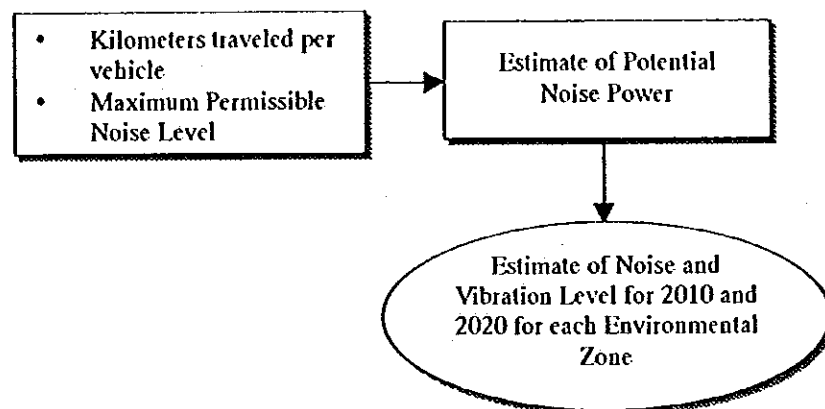 • Kilometers traveled per
vehicle
• Maximum Permissible
Noise Level
Estimate of Potential
Noise Power
Estimate of Noise and
Vibration Level for 2010 and
2020 for each Environmental
Zone